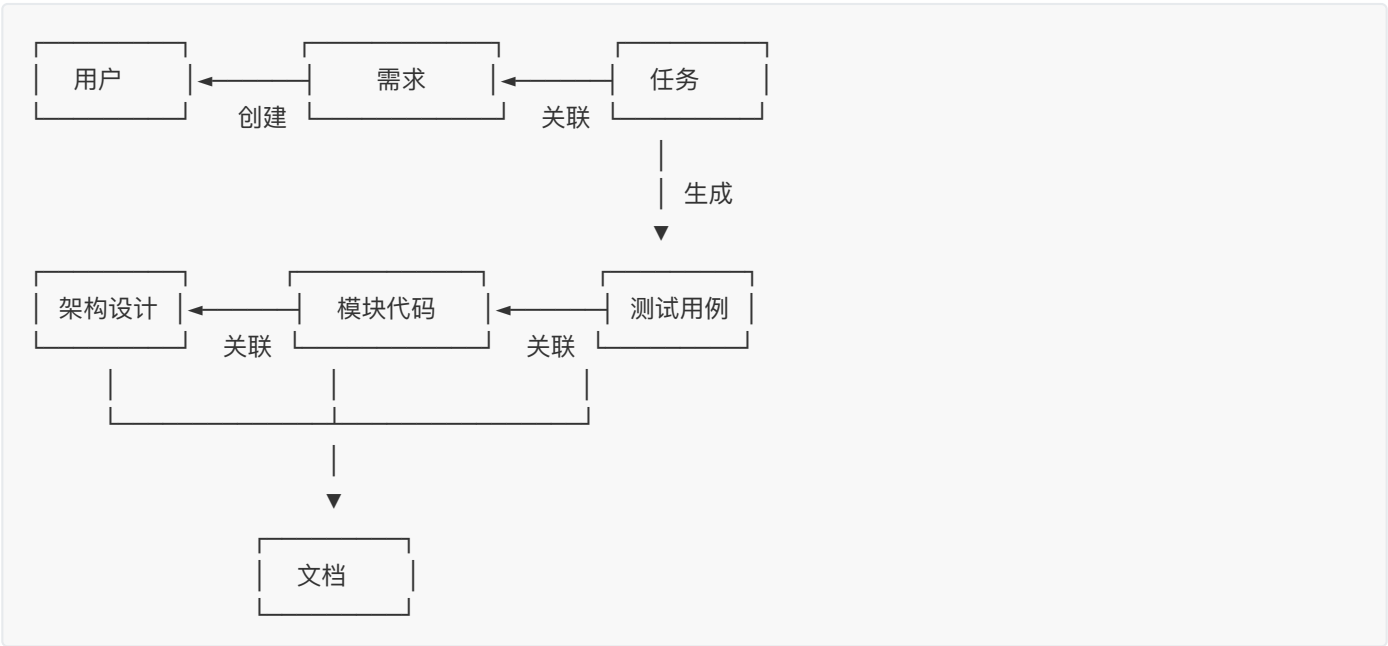 用户 需求 任务
创建 关联
生成
架构设计 模块代码 测试用例
关联 关联
文档